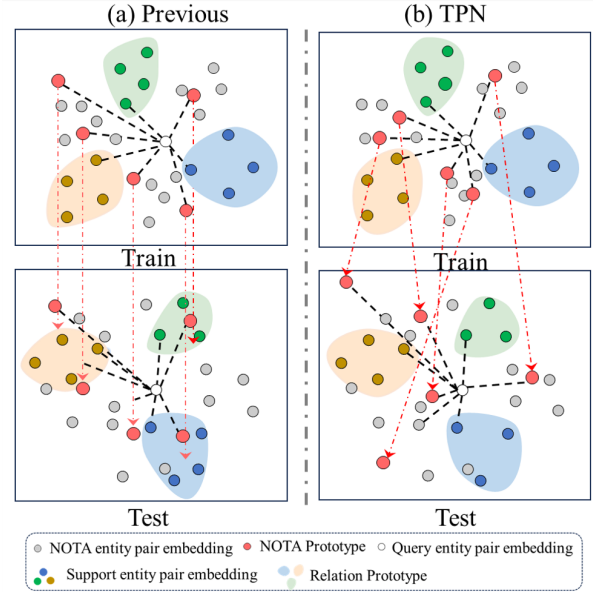 (a) Previous
(b) TPN
Train
Train
Test
Test
NOTA entity pair embedding
NOTA Prototype
Query entity pair embedding
Support entity pair embedding
Relation Prototype